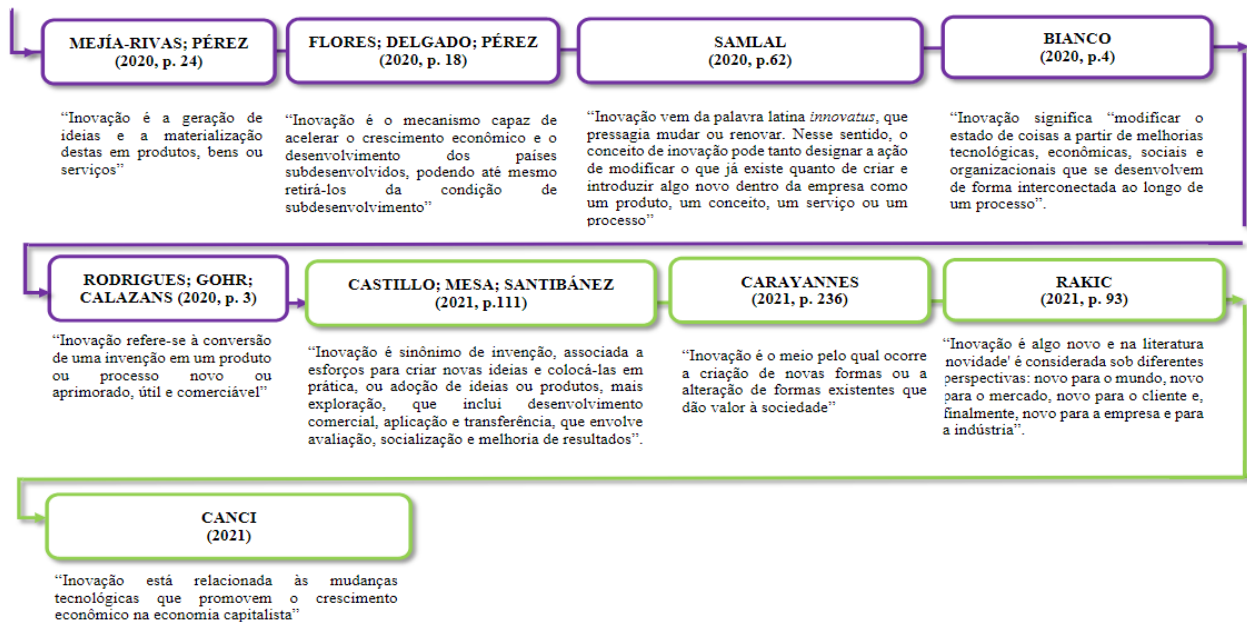 MEJÍA-RIVAS; PÉREZ
(2020, p. 24)
FLORES; DELGADO; PÉREZ
(2020, p. 18)
SAMLAL
(2020, p.62)
BIANCO
(2020, p.4)
“Inovação é a geração de
ideias e a materialização
destas em produtos, bens ou
serviços”
“Inovação é o mecanismo capaz de
acelerar o crescimento econômico e o
desenvolvimento dos países
subdesenvolvidos, podendo até mesmo
retirá-los da condição de
subdesenvolvimento”
“Inovação vem da palavra latina innovatus, que
pressagia mudar ou renovar. Nesse sentido, o
conceito de inovação pode tanto designar a ação
de modificar o que já existe quanto de criar e
introduzir algo novo dentro da empresa como
um produto, um conceito, um serviço ou um
processo”
“Inovação significa “modificar o
estado de coisas a partir de melhorias
tecnológicas, econômicas, sociais e
organizacionais que se desenvolvem
de forma interconectada ao longo de
um processo”.
RODRIGUES; GOHR;
CALAZANS (2020, p. 3)
CASTILLO; MESA; SANTIBÁNEZ
(2021, p.111)
CARAYANNES
(2021, p. 236)
RAKIC
(2021, p. 93)
“Inovação refere-se à conversão
de uma invenção em um produto
ou processo novo ou
aprimorado, útil e comerciável”
“Inovação é sinônimo de invenção, associada a
esforços para criar novas ideias e colocá-las em
prática, ou adoção de ideias ou produtos, mais
exploração, que inclui desenvolvimento
comercial, aplicação e transferência, que envolve
avaliação, socialização e melhoria de resultados”.
“Inovação é o meio pelo qual ocorre
a criação de novas formas ou a
alteração de formas existentes que
dão valor à sociedade”
“Inovação é algo novo e na literatura
'novidade' é considerada sob diferentes
perspectivas: novo para o mundo, novo
para o mercado, novo para o cliente e,
finalmente, novo para a empresa e para
a indústria”.
CANCI
(2021)
“Inovação está relacionada às mudanças
tecnológicas que promovem o crescimento
econômico na economia capitalista”